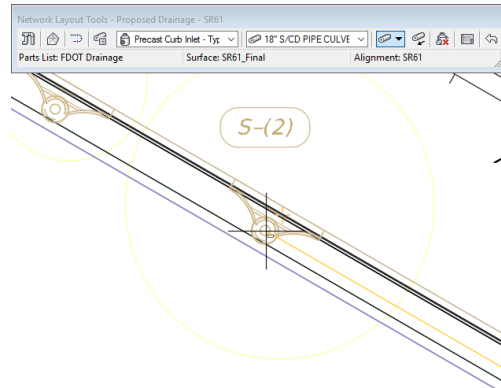 Network Layout Tools - Proposed Drainage - SR61
Precast Curb Inlet - Typ 18" S/CD PIPE CULVE
Parts List: FDOT Drainage Surface: SR61_Final Alignment: SR61
S-(2)